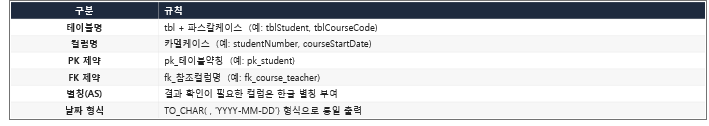 구분 규칙
테이블명 tbl + 파스칼케이스 (예: tblStudent, tblCourseCode)
컬럼명 카멜케이스 (예: studentNumber, courseStartDate)
PK 제약 pk_테이블약칭 (예: pk_student)
FK 제약 fk_참조컬럼명 (예: fk_course_teacher)
별칭(AS) 결과 확인이 필요한 컬럼은 한글 별칭 부여
날짜 형식 TO_CHAR( , 'YYYY-MM-DD') 형식으로 통일 출력